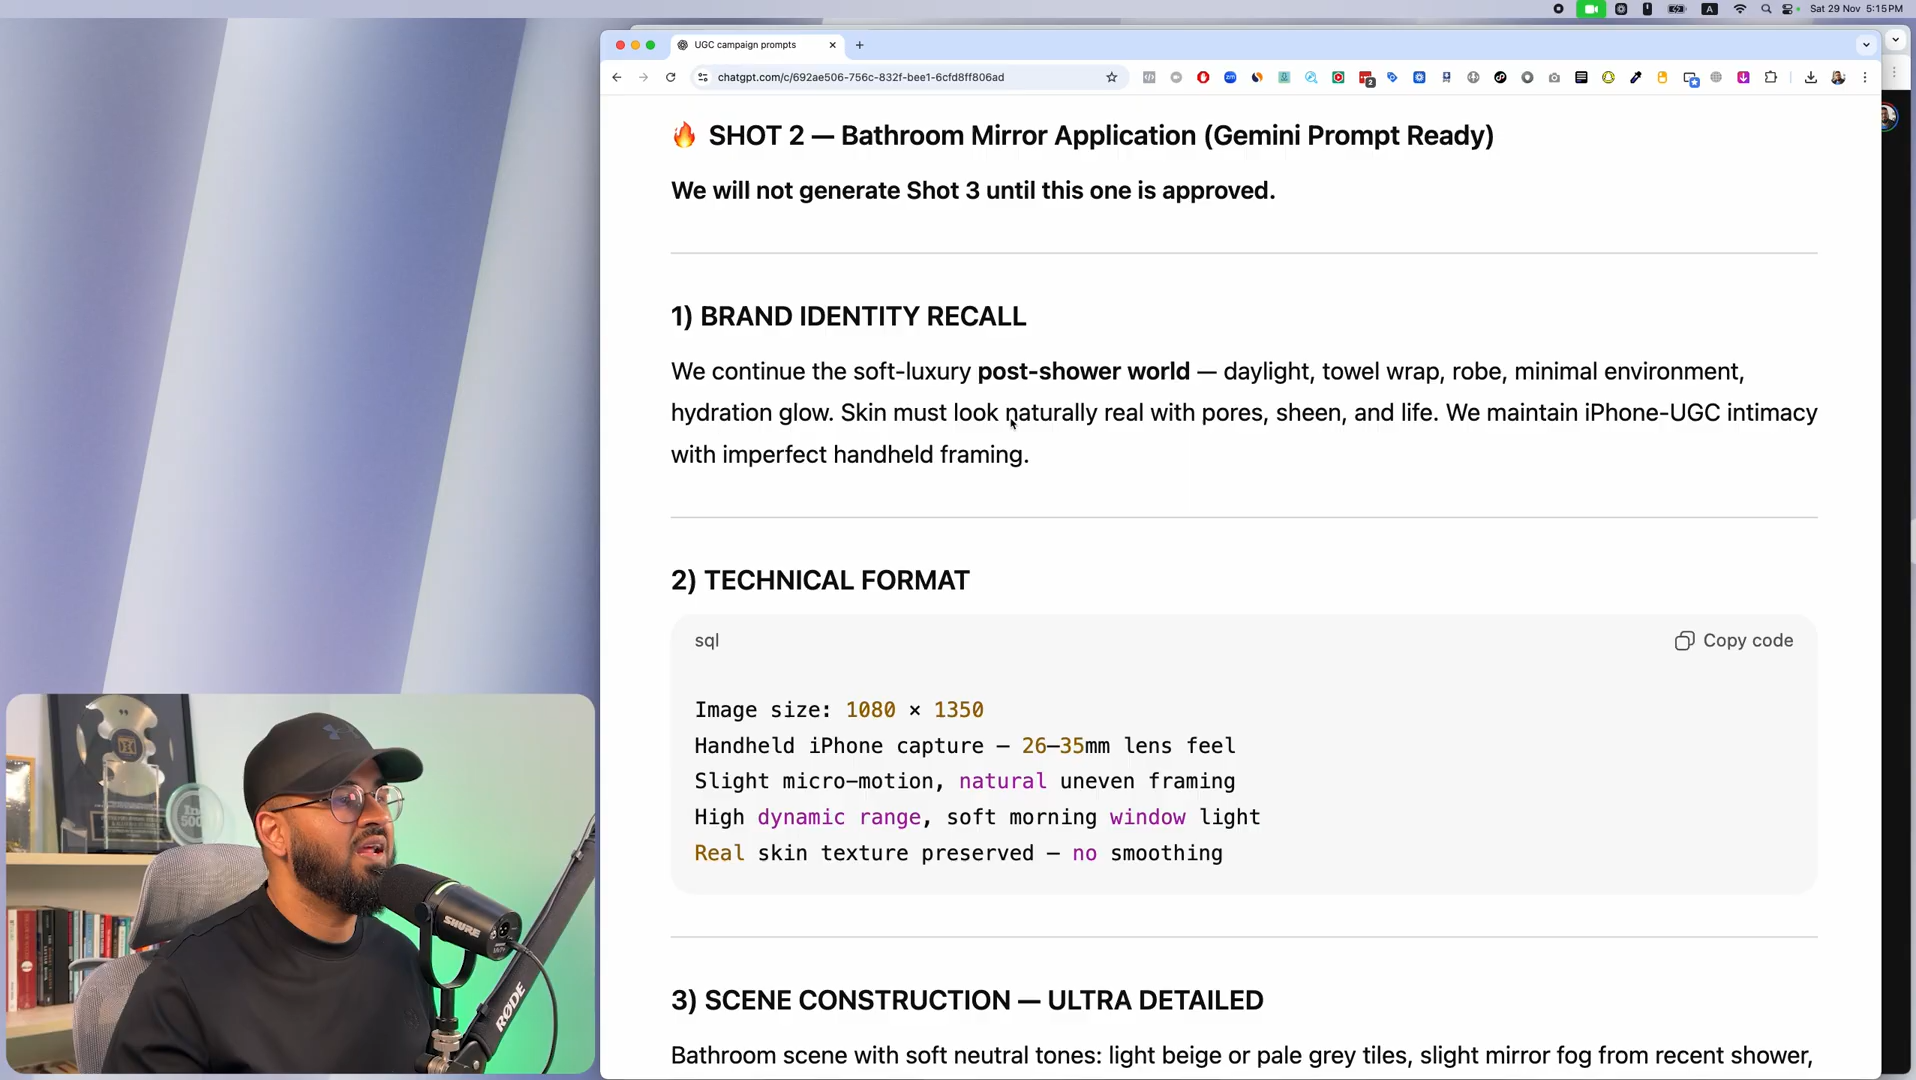 Sat 29 Nov 5:15 PM
UGC campaign prompts
chatgpt.com/c/692ae506-756c-832f-bee1-6cfd8ff806ad
🔥 SHOT 2 — Bathroom Mirror Application (Gemini Prompt Ready)
We will not generate Shot 3 until this one is approved.
1) BRAND IDENTITY RECALL
We continue the soft-luxury post-shower world — daylight, towel wrap, robe, minimal environment,
hydration glow. Skin must look naturally real with pores, sheen, and life. We maintain iPhone-UGC intimacy
with imperfect handheld framing.
2) TECHNICAL FORMAT
sql
Copy code
Image size: 1080 × 1350
Handheld iPhone capture — 26–35mm lens feel
Slight micro-motion, natural uneven framing
High dynamic range, soft morning window light
Real skin texture preserved — no smoothing
3) SCENE CONSTRUCTION — ULTRA DETAILED
Bathroom scene with soft neutral tones: light beige or pale grey tiles, slight mirror fog from recent shower,
Inc
500
SHURE
RØDE